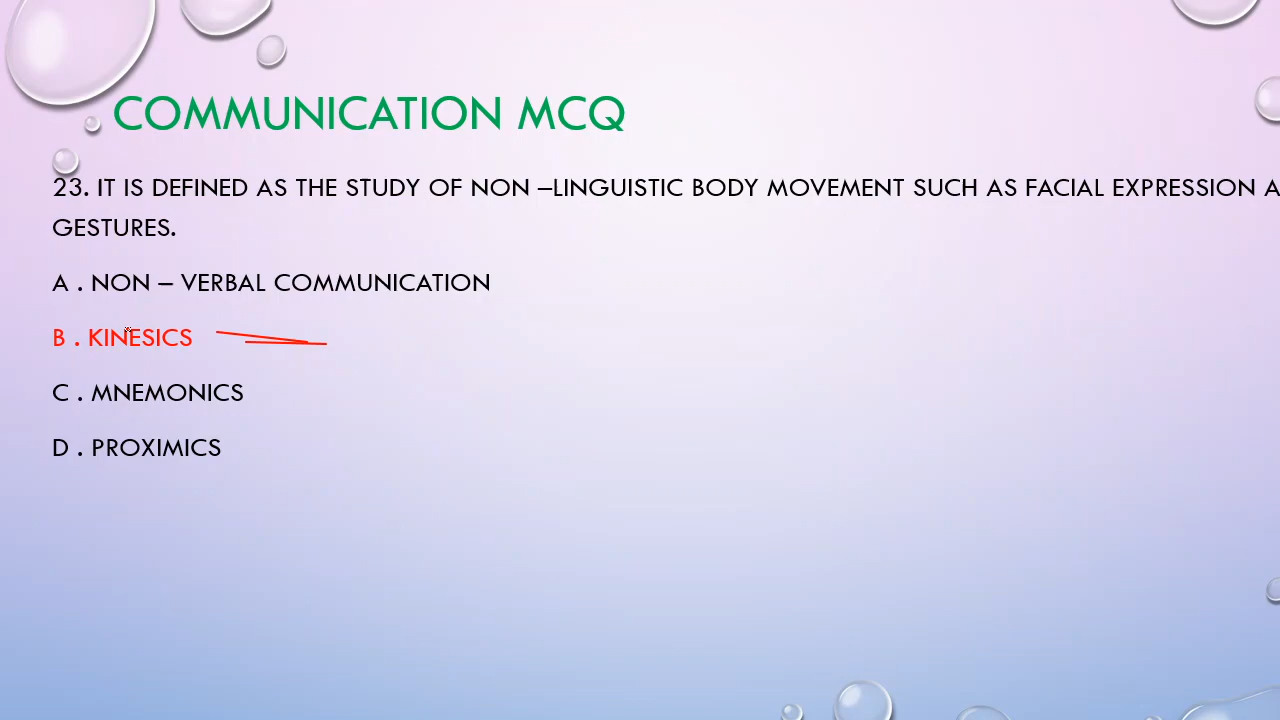 COMMUNICATION MCQ
23. IT IS DEFINED AS THE STUDY OF NON –LINGUISTIC BODY MOVEMENT SUCH AS FACIAL EXPRESSION A
GESTURES.
A . NON – VERBAL COMMUNICATION
B . KINESICS
C . MNEMONICS
D . PROXIMICS